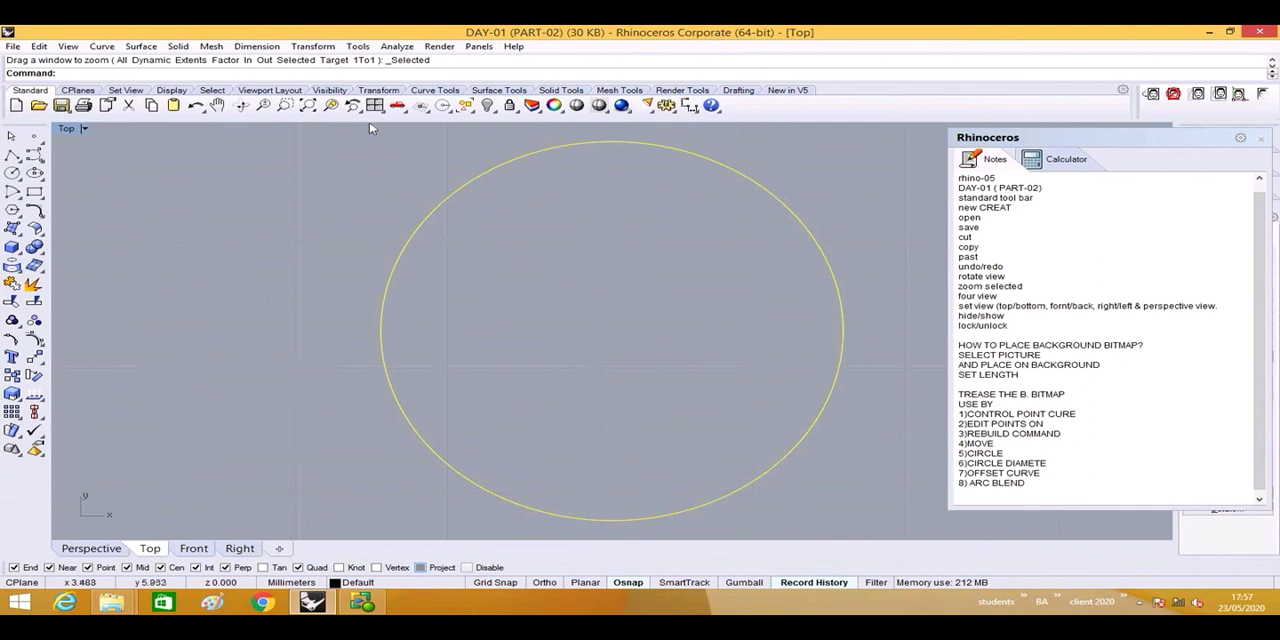 DAY-01 (PART-02) (30 KB) - Rhinoceros Corporate (64-bit) - [Top]
File Edit View Curve Surface Solid Mesh Dimension Transform Tools Analyze Render Panels Help
Drag a window to zoom ( All Dynamic Extents Factor In Out Selected Target 1To1 ): _Selected
Command:
Standard CPlanes Set View Display Select Viewport Layout Visibility Transform Curve Tools Surface Tools Solid Tools Mesh Tools Render Tools Drafting New in V5
Top
Rhinoceros
Notes Calculator
rhino-05
DAY-01 ( PART-02)
standard tool bar
new CREAT
open
save
cut
copy
past
undo/redo
rotate view
zoom selected
four view
set view (top/bottom, fornt/back, right/left & perspective view.
hide/show
lock/unlock
HOW TO PLACE BACKGROUND BITMAP?
SELECT PICTURE
AND PLACE ON BACKGROUND
SET LENGTH
TREASE THE B. BITMAP
USE BY
1)CONTROL POINT CURE
2)EDIT POINTS ON
3)REBUILD COMMAND
4)MOVE
5)CIRCLE
6)CIRCLE DIAMETE
7)OFFSET CURVE
8) ARC BLEND
y
x
Perspective Top Front Right
End Near Point Mid Cen Int Perp Tan Quad Knot Vertex Project Disable
CPlane x 3.483 y 5.952 z 0.000 Millimeters Default Grid Snap Ortho Planar Osnap SmartTrack Gumball Record History Filter Memory use: 212 MB
students » BA » client 2020 »
17:57
23/05/2020